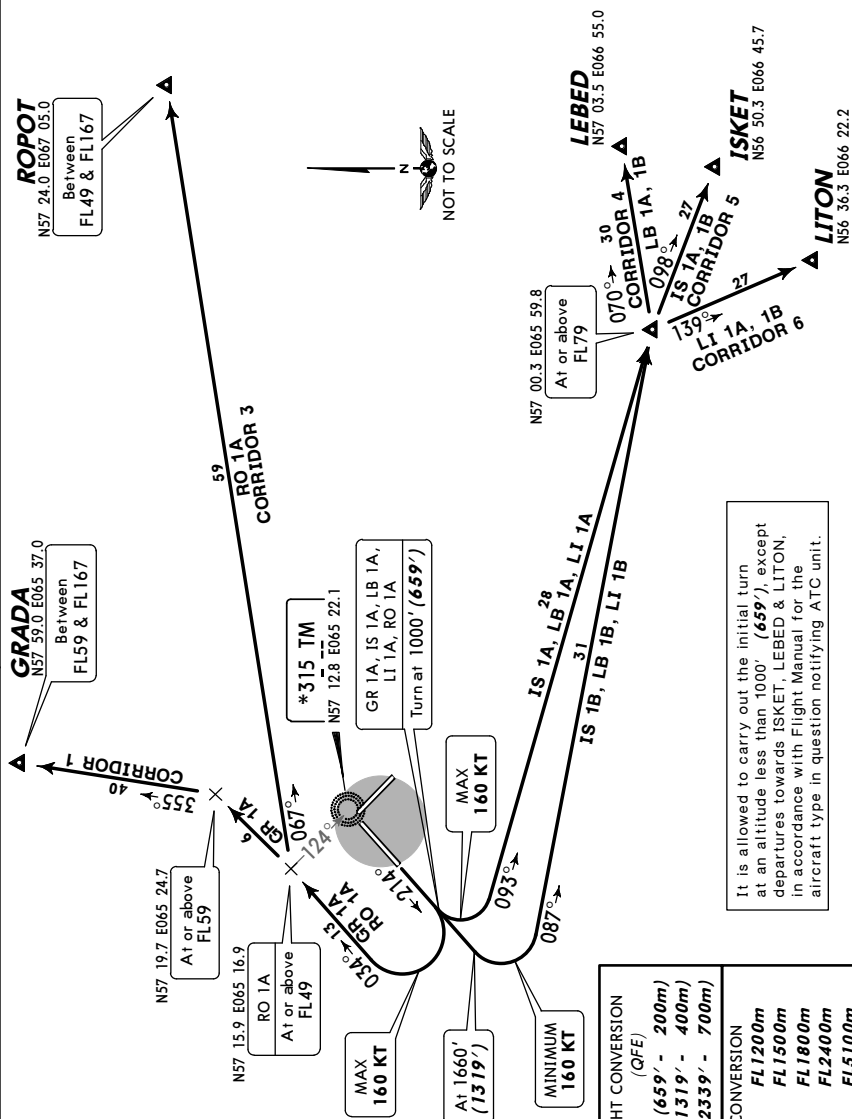 ROPOT
N57 24.0 E067 05.0
Between
FL49 & FL167
GRADA
N57 59.0 E065 37.0
Between
FL59 & FL167
N
NOT TO SCALE
59
RO 1A
CORRIDOR 3
CORRIDOR 1
40
355°
6
GR 1A
067°
124°
N57 19.7 E065 24.7
At or above
FL59
N57 15.9 E065 16.9
RO 1A
At or above
FL49
*315 TM
N57 12.8 E065 22.1
GR 1A, IS 1A, LB 1A,
LI 1A, RO 1A
Turn at 1000' (659')
214°
034°
13
GR 1A
RO 1A
MAX
160 KT
MAX
160 KT
At 1660'
(1319')
MINIMUM
160 KT
093°
087°
28
IS 1A, LB 1A, LI 1A
31
IS 1B, LB 1B, LI 1B
N57 00.3 E065 59.8
At or above
FL79
LEBED
N57 03.5 E066 55.0
070°
30
CORRIDOR 4
LB 1A, 1B
ISKET
N56 50.3 E066 45.7
098°
27
IS 1A, 1B
CORRIDOR 5
LITON
N56 36.3 E066 22.2
139°
27
LI 1A, 1B
CORRIDOR 6
It is allowed to carry out the initial turn
at an altitude less than 1000' (659'), except
departures towards ISKET, LEBED & LITON,
in accordance with Flight Manual for the
aircraft type in question notifying ATC unit.
HT CONVERSION
(QFE)
(659' - 200m)
1319' - 400m)
2339' - 700m)
CONVERSION
FL1200m
FL1500m
FL1800m
FL2400m
FL5100m